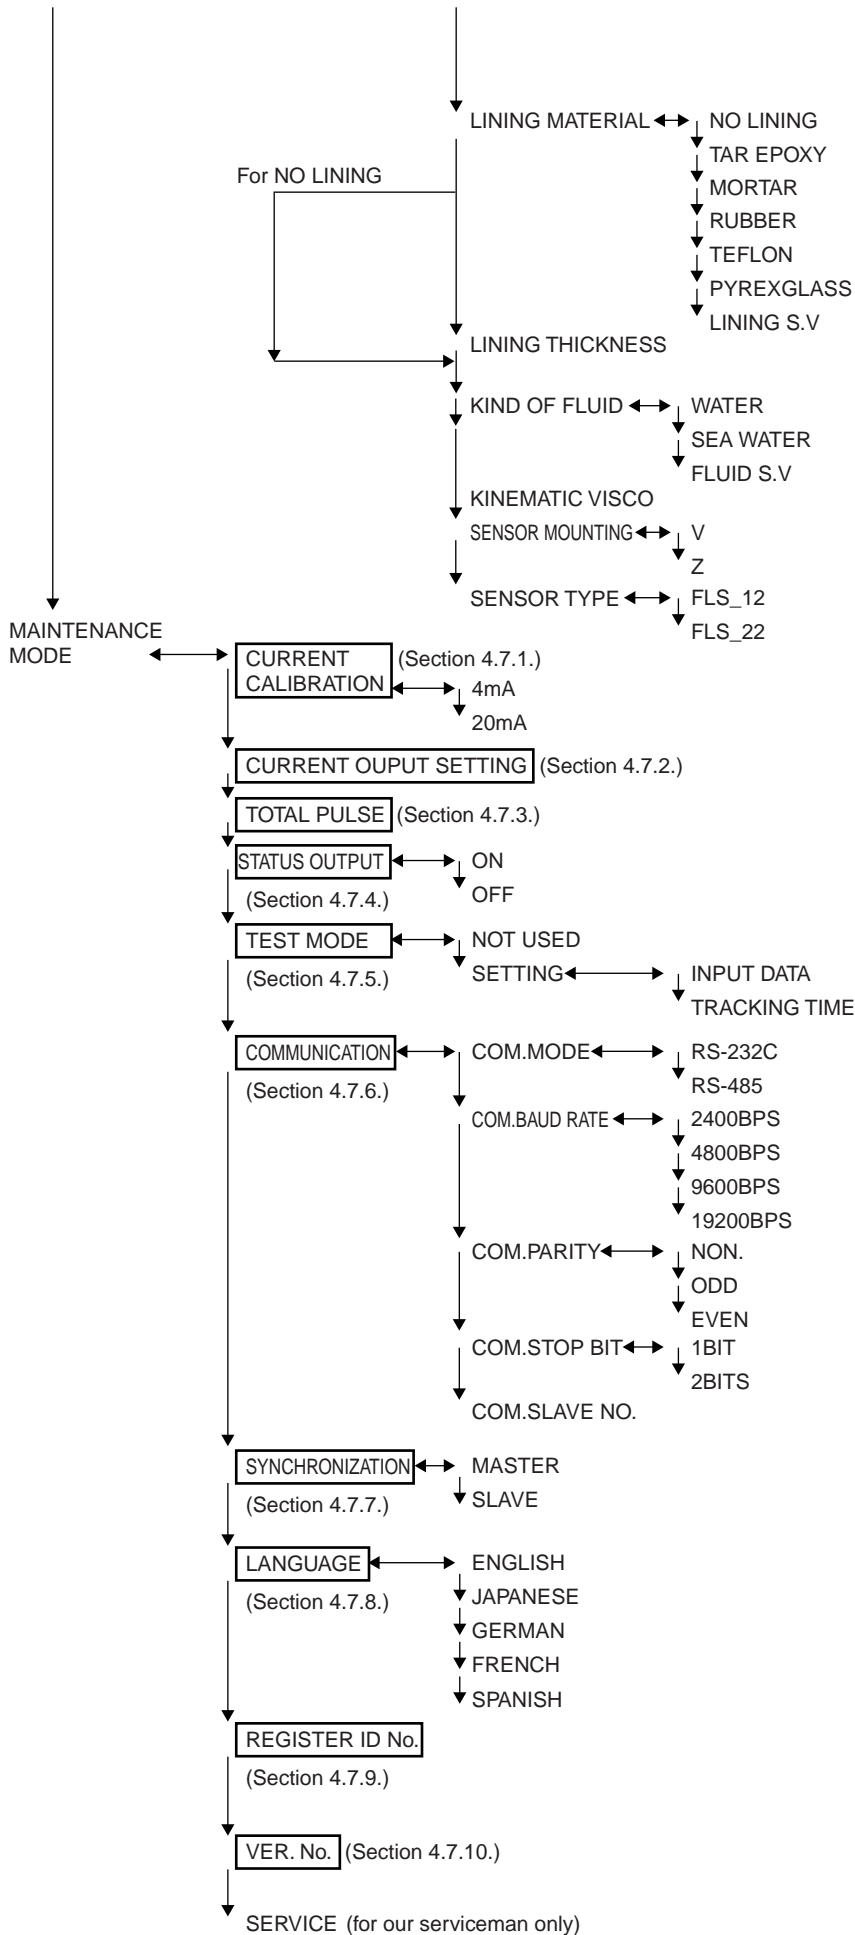 LINING MATERIAL NO LINING
TAR EPOXY
For NO LINING
MORTAR
RUBBER
TEFLON
PYREXGLASS
LINING S.V
LINING THICKNESS
KIND OF FLUID WATER
SEA WATER
FLUID S.V
KINEMATIC VISCO
SENSOR MOUNTING V
Z
SENSOR TYPE FLS_12
FLS_22
MAINTENANCE
MODE
CURRENT
CALIBRATION
(Section 4.7.1.)
4mA
20mA
CURRENT OUPUT SETTING (Section 4.7.2.)
TOTAL PULSE (Section 4.7.3.)
STATUS OUTPUT ON
OFF
(Section 4.7.4.)
TEST MODE NOT USED
(Section 4.7.5.)
SETTING INPUT DATA
TRACKING TIME
COMMUNICATION COM.MODE RS-232C
RS-485
(Section 4.7.6.)
COM.BAUD RATE 2400BPS
4800BPS
9600BPS
19200BPS
COM.PARITY NON.
ODD
EVEN
COM.STOP BIT 1BIT
2BITS
COM.SLAVE NO.
SYNCHRONIZATION MASTER
SLAVE
(Section 4.7.7.)
LANGUAGE ENGLISH
(Section 4.7.8.)
JAPANESE
GERMAN
FRENCH
SPANISH
REGISTER ID No.
(Section 4.7.9.)
VER. No. (Section 4.7.10.)
SERVICE (for our serviceman only)